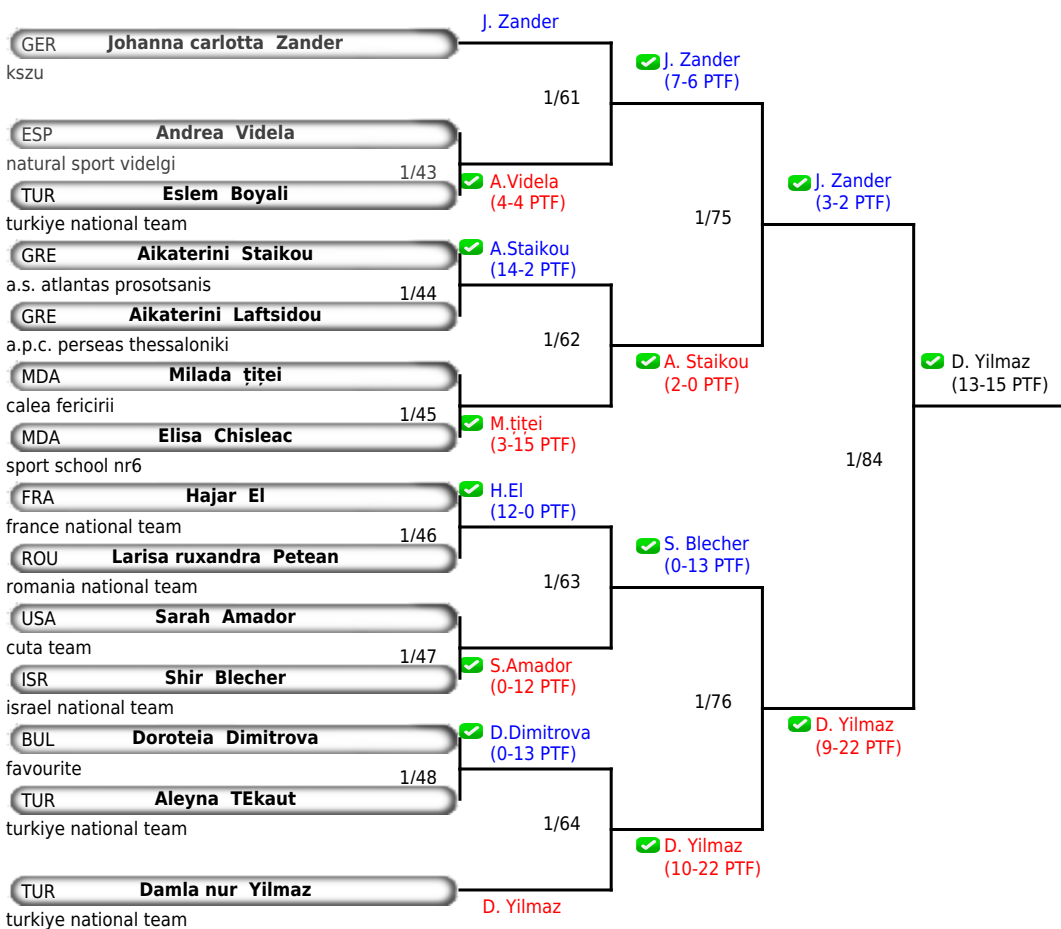 J. Zander
GER Johanna carlotta Zander
kszu
J. Zander
(7-6 PTF)
1/61
ESP Andrea Videla
natural sport videlgi
1/43
A.Videla
(4-4 PTF)
TUR Eslem Boyali
turkiye national team
J. Zander
(3-2 PTF)
1/75
GRE Aikaterini Staikou
a.s. atlantas prosotsanis
A.Staikou
(14-2 PTF)
1/44
GRE Aikaterini Laftsidou
a.p.c. perseas thessaloniki
1/62
A. Staikou
(2-0 PTF)
D. Yilmaz
(13-15 PTF)
MDA Milada țiței
calea fericirii
1/45
M.țiței
(3-15 PTF)
MDA Elisa Chisleac
sport school nr6
1/84
FRA Hajar El
france national team
H.El
(12-0 PTF)
1/46
ROU Larisa ruxandra Petean
romania national team
S. Blecher
(0-13 PTF)
1/63
USA Sarah Amador
cuta team
1/47
S.Amador
(0-12 PTF)
ISR Shir Blecher
israel national team
1/76
BUL Doroteia Dimitrova
favourite
D.Dimitrova
(0-13 PTF)
D. Yilmaz
(9-22 PTF)
1/48
TUR Aleyna TEkaut
turkiye national team
1/64
D. Yilmaz
(10-22 PTF)
TUR Damla nur Yilmaz
turkiye national team
D. Yilmaz